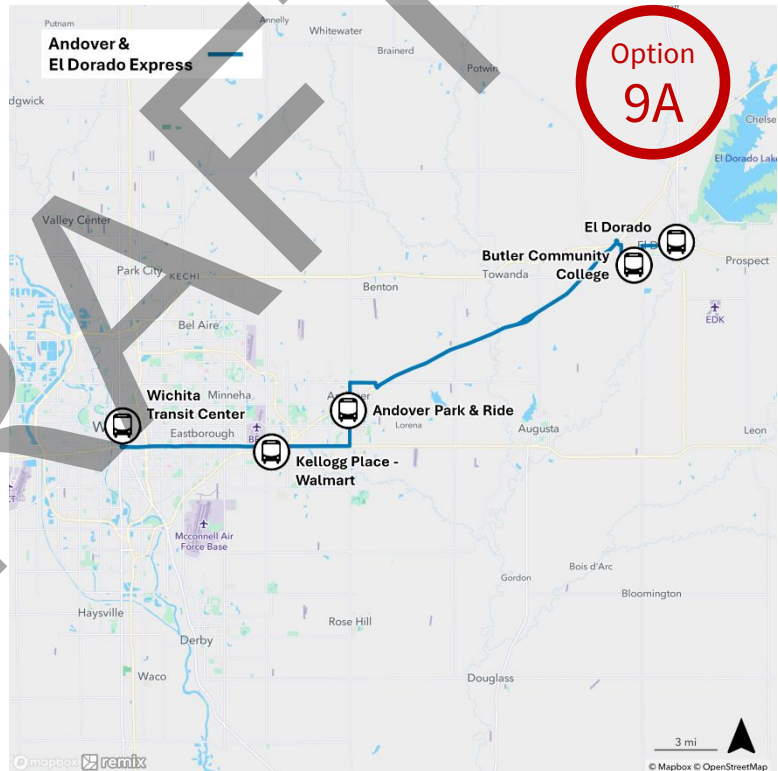 Putnam
Annelly
Whitewater
Andover &
El Dorado Express
Brainerd
Potwin
Option
9A
dgwick
Chelse
El Dorado Lake
Valley Center
El Dorado
El D
Butler Community
College
Prospect
Park City
KECHI
Towanda
Benton
EDK
Bel Aire
Wichita
Transit Center
Minneha
Andover Park & Ride
Lorena
W
Eastborough
Augusta
Leon
Kellogg Place -
Walmart
Mcconnell Air
Force Base
Gordon
Bois d'Arc
Bloomington
Haysville
Rose Hill
Derby
Waco
Douglass
3 mi
mapbox remix
© Mapbox © OpenStreetMap
DRAFT